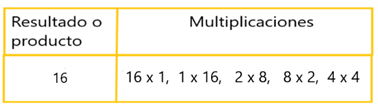 Resultado o producto
Multiplicaciones
16
16 x 1, 1 x 16, 2 x 8, 8 x 2, 4 x 4